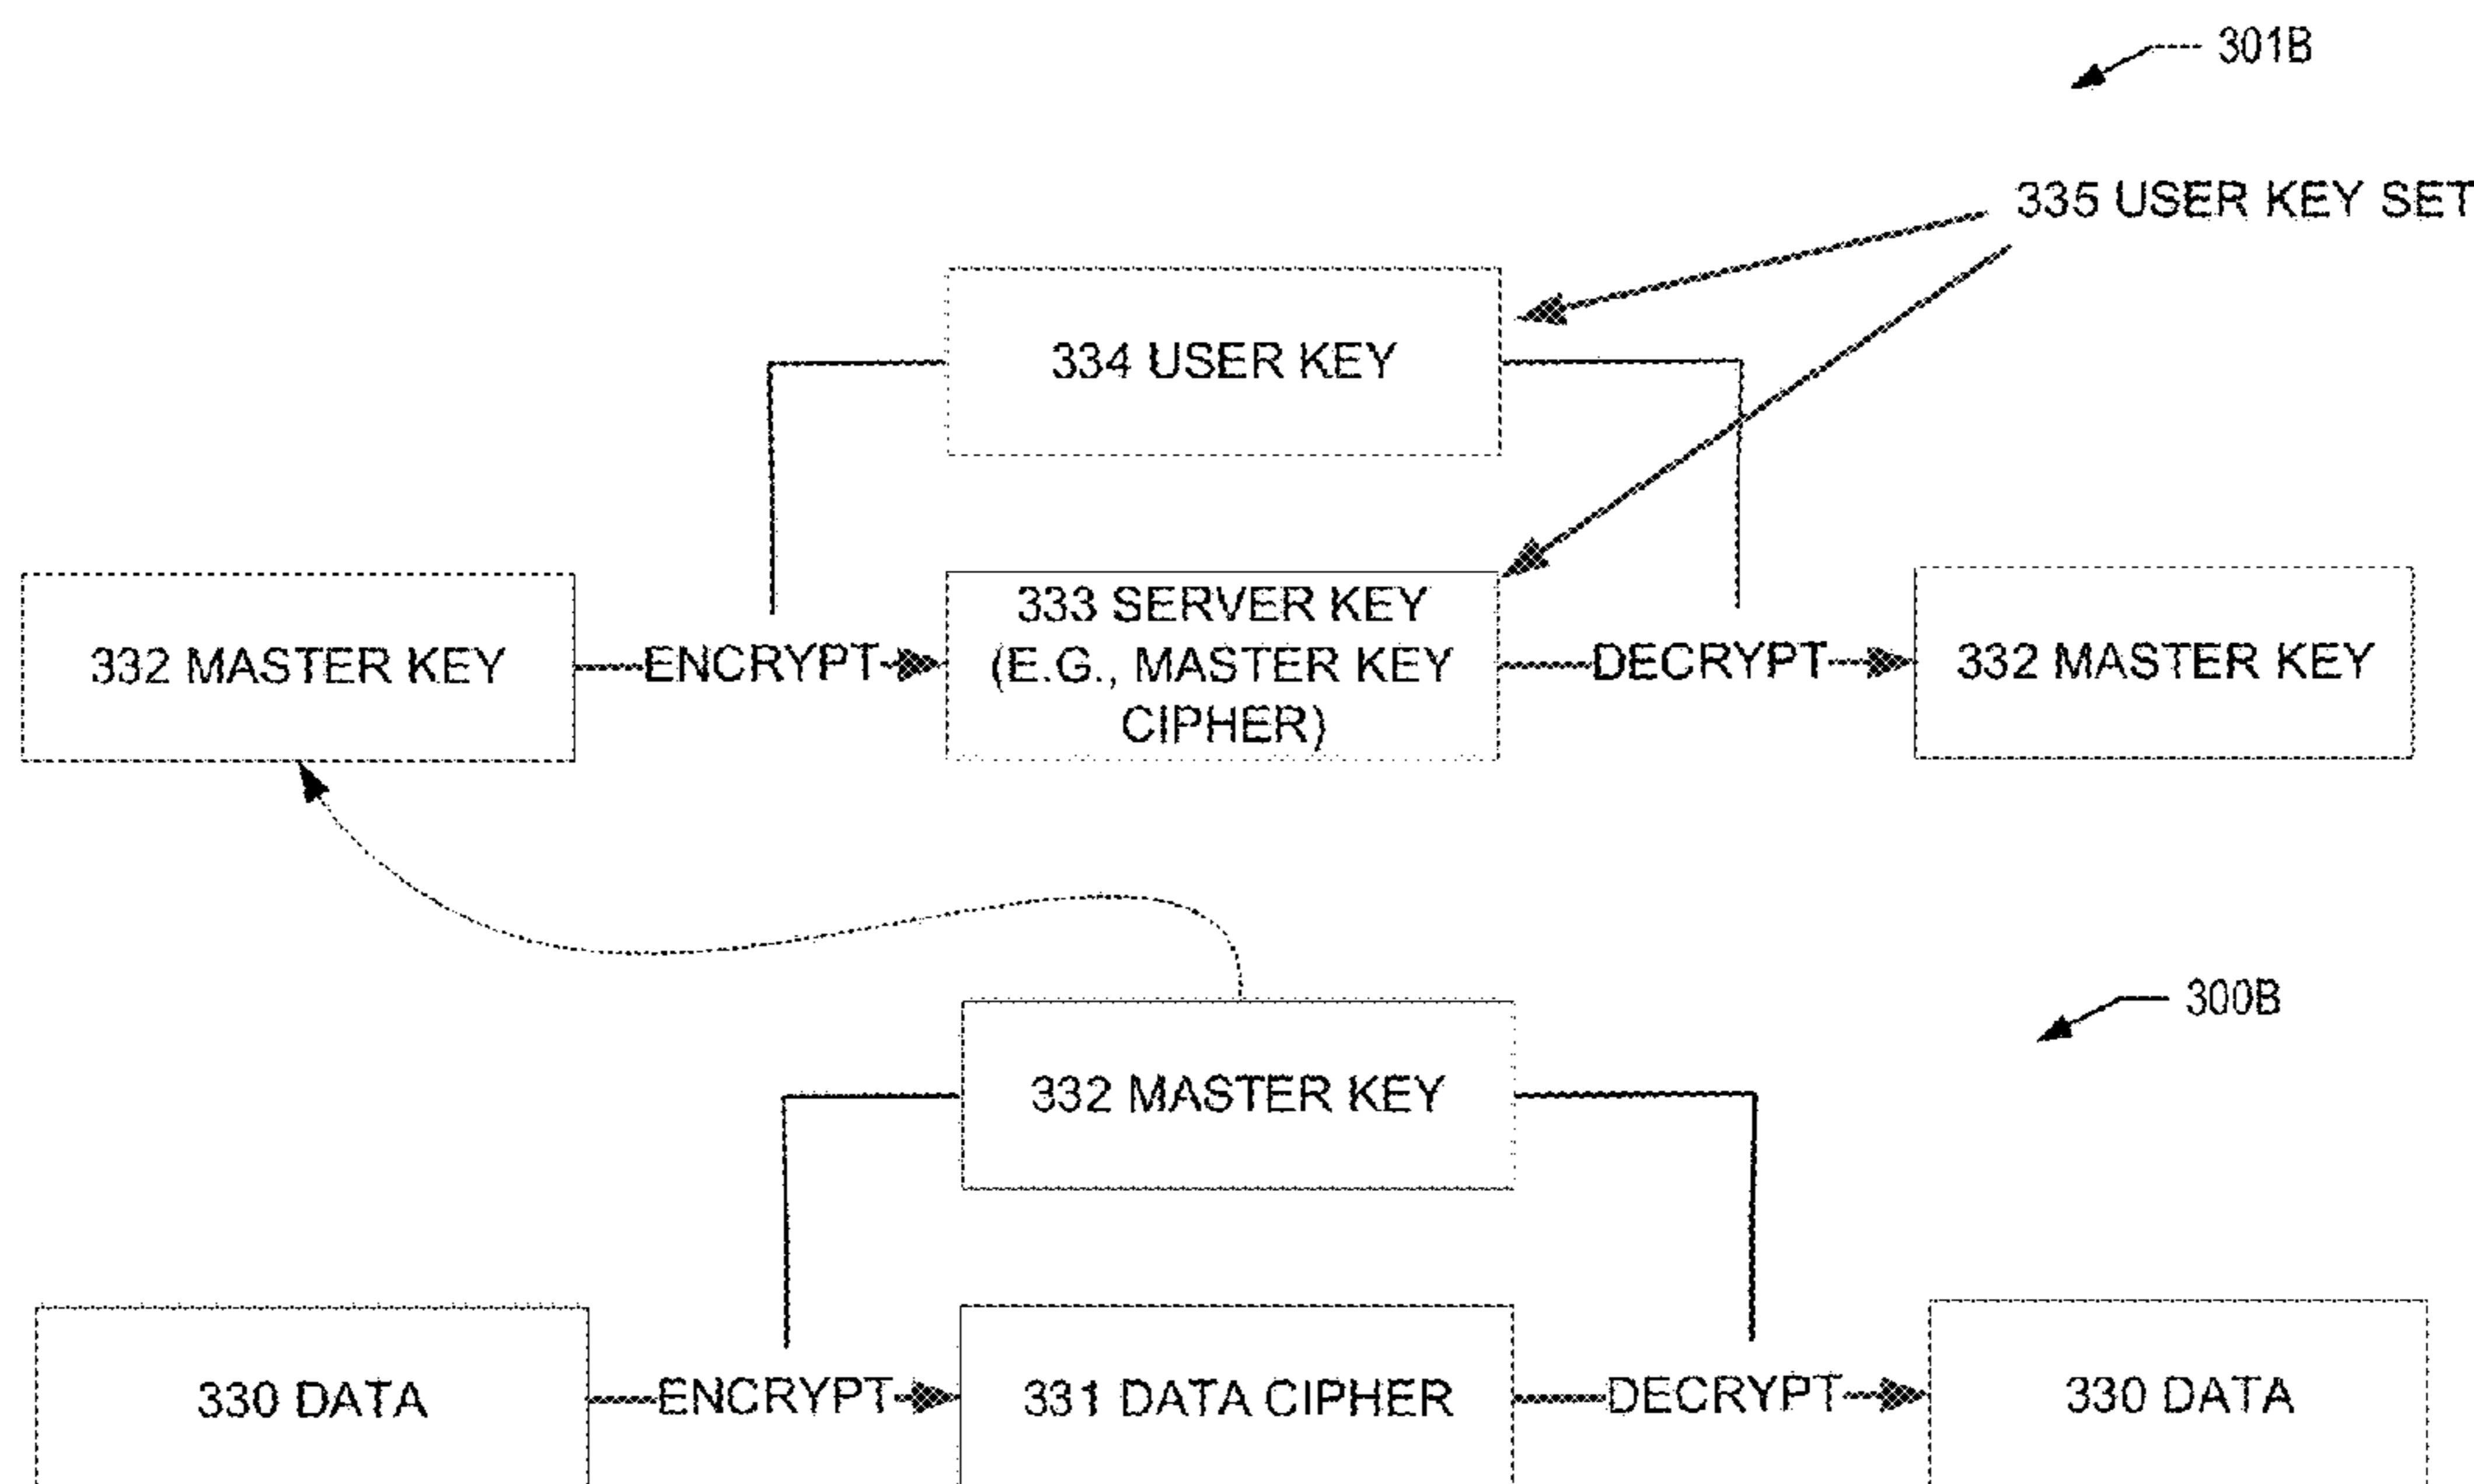 301B
335 USER KEY SET
334 USER KEY
332 MASTER KEY
ENCRYPT
333 SERVER KEY
(E.G., MASTER KEY
CIPHER)
DECRYPT
332 MASTER KEY
300B
332 MASTER KEY
330 DATA
ENCRYPT
331 DATA CIPHER
DECRYPT
330 DATA